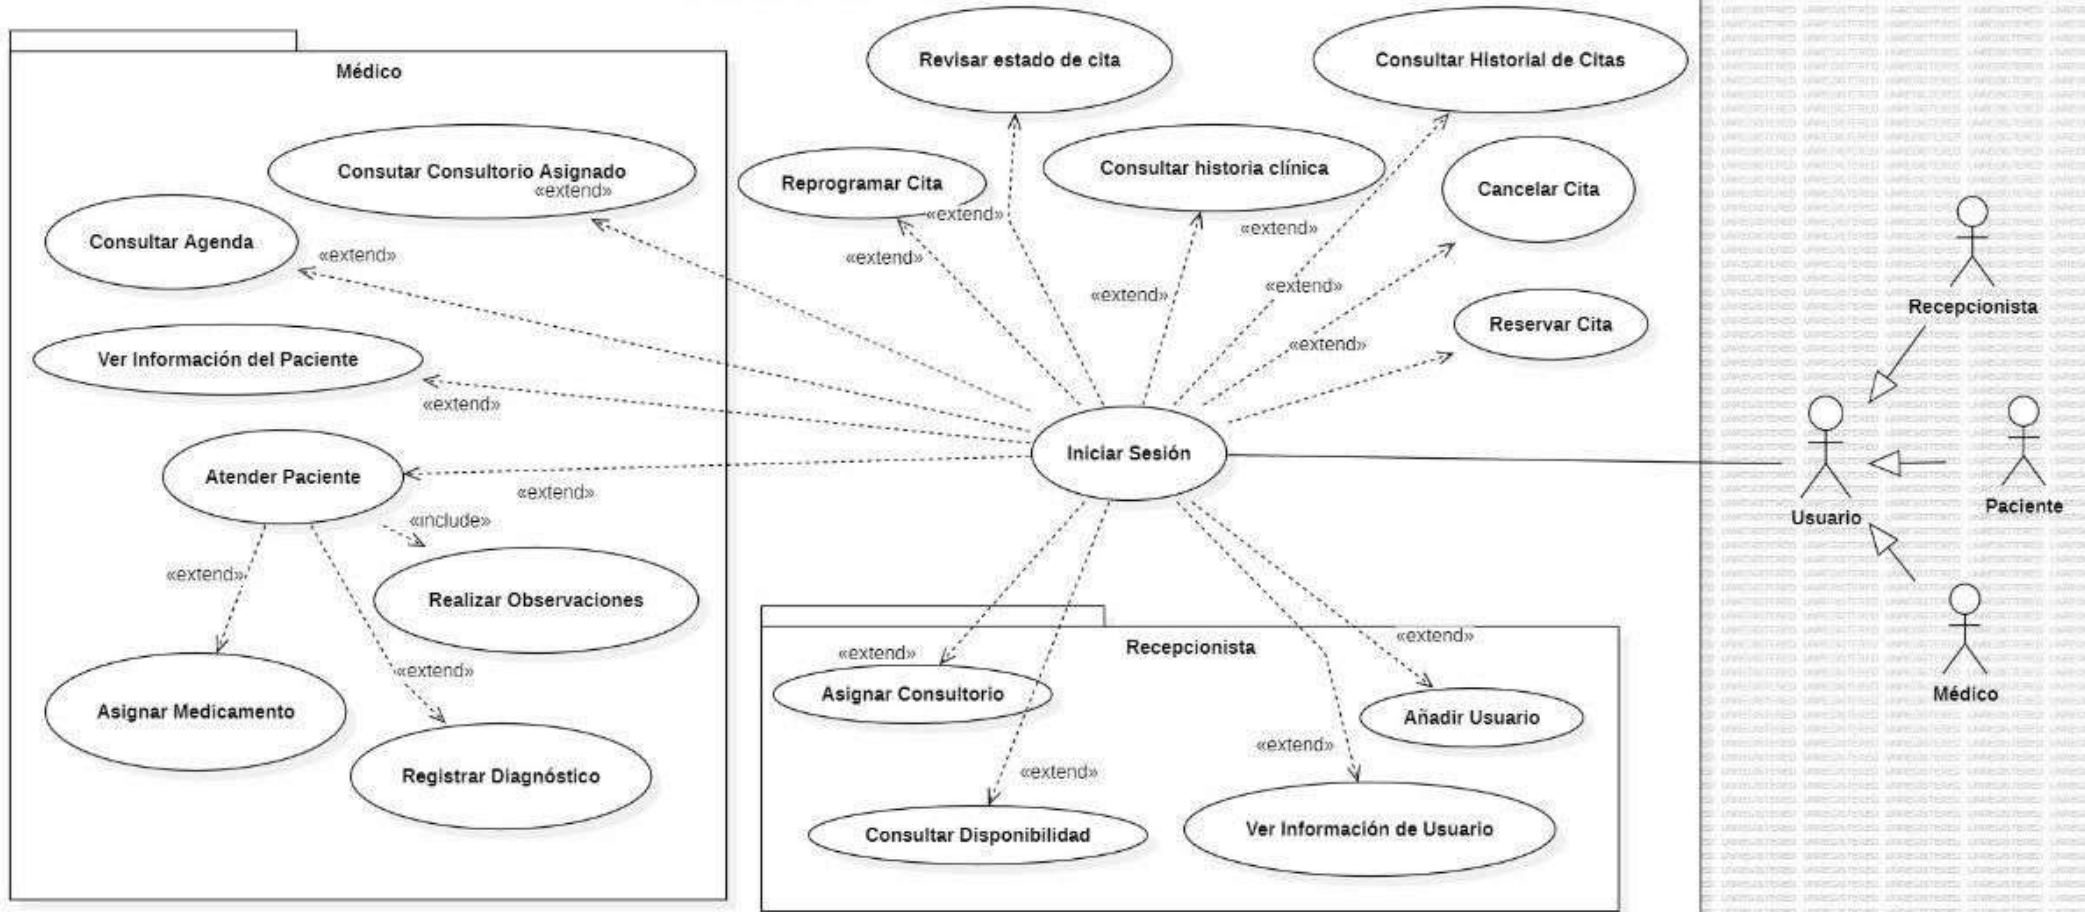 Médico
Consutar Consultorio Asignado
«extend»
Consultar Agenda
«extend»
Ver Información del Paciente
«extend»
Atender Paciente
«extend»
«include»
Realizar Observaciones
«extend»
Asignar Medicamento
«extend»
Registrar Diagnóstico
Revisar estado de cita
Consultar Historial de Citas
Reprogramar Cita
Consultar historia clínica
Cancelar Cita
«extend»
«extend»
«extend»
«extend»
«extend»
Reservar Cita
«extend»
Iniciar Sesión
Recepcionista
«extend»
Asignar Consultorio
«extend»
Añadir Usuario
«extend»
«extend»
Consultar Disponibilidad
Ver Información de Usuario
Recepcionista
Usuario
Paciente
Médico
UNREGISTERED